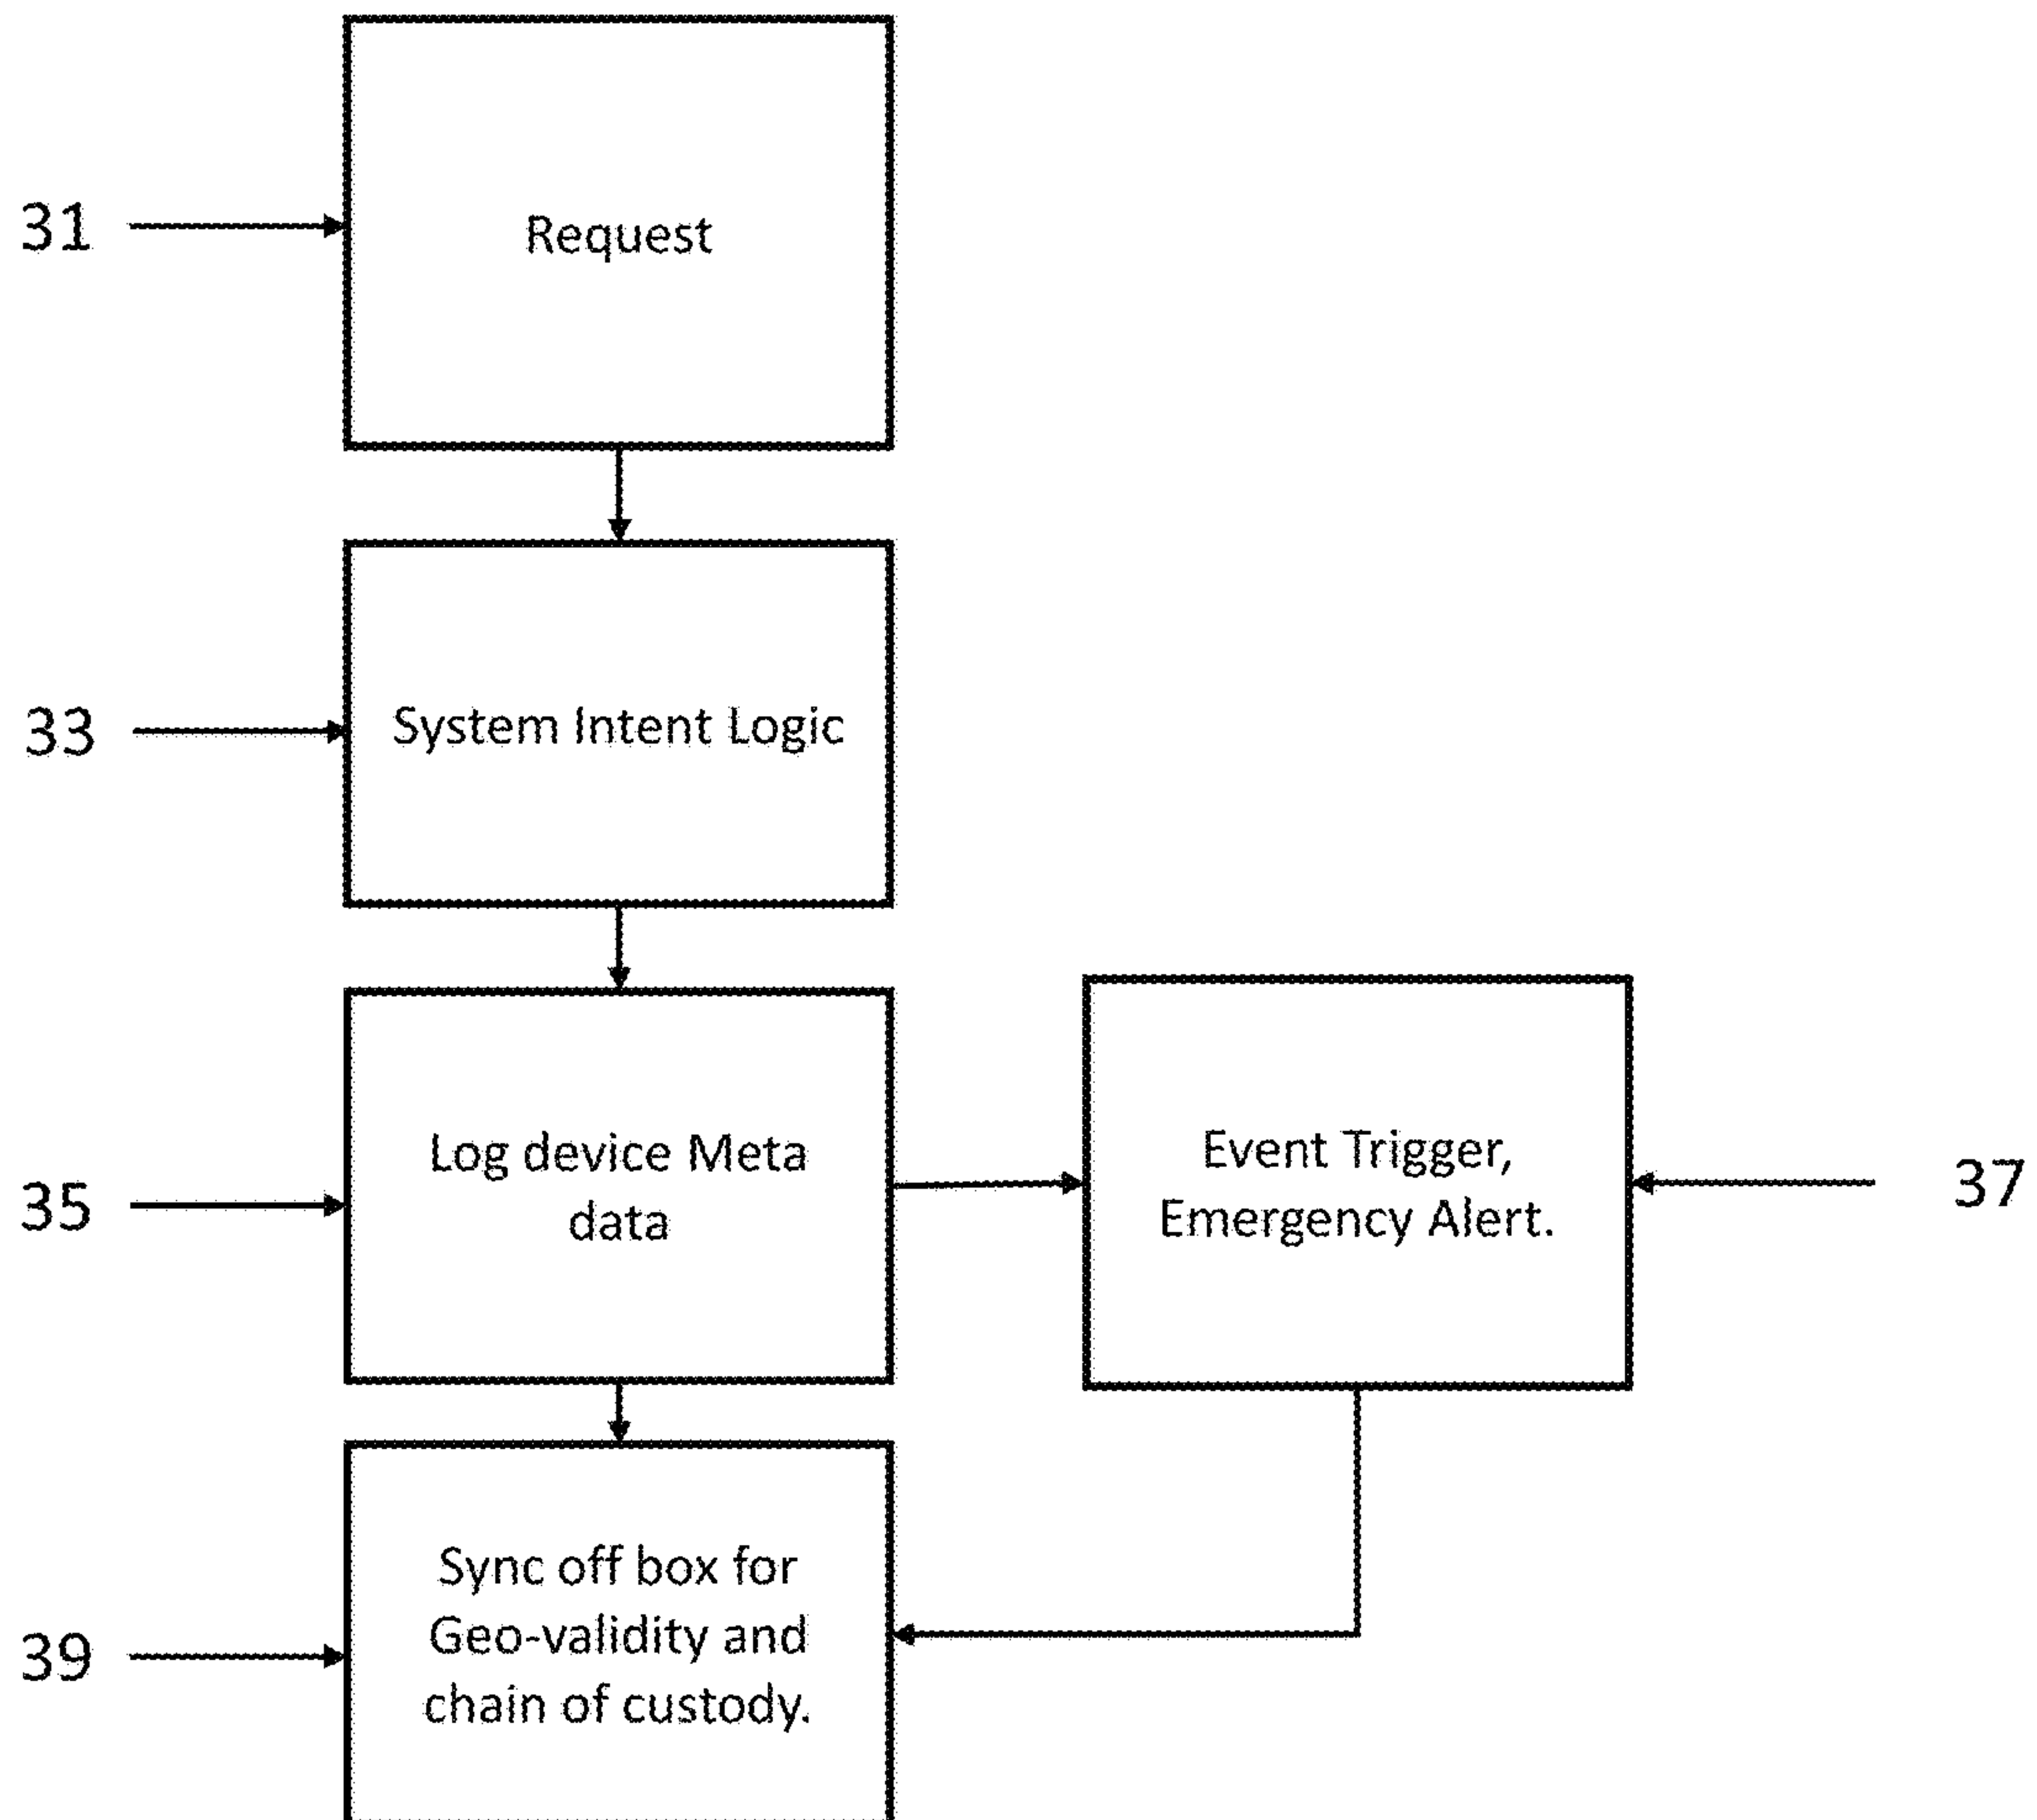 31
Request
33
System Intent Logic
35
Log device Meta
data
Event Trigger,
Emergency Alert.
37
39
Sync off box for
Geo-validity and
chain of custody.